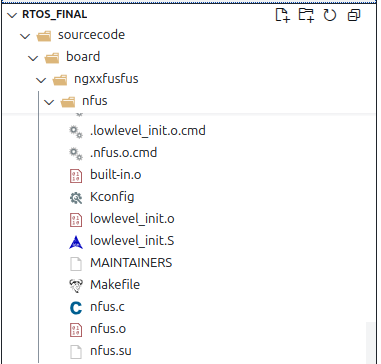 RTOS_FINAL
sourcecode
board
ngxxfusfus
nfus
.lowlevel_init.o.cmd
.nfus.o.cmd
built-in.o
Kconfig
lowlevel_init.o
lowlevel_init.S
MAINTAINERS
Makefile
nfus.c
nfus.o
nfus.su